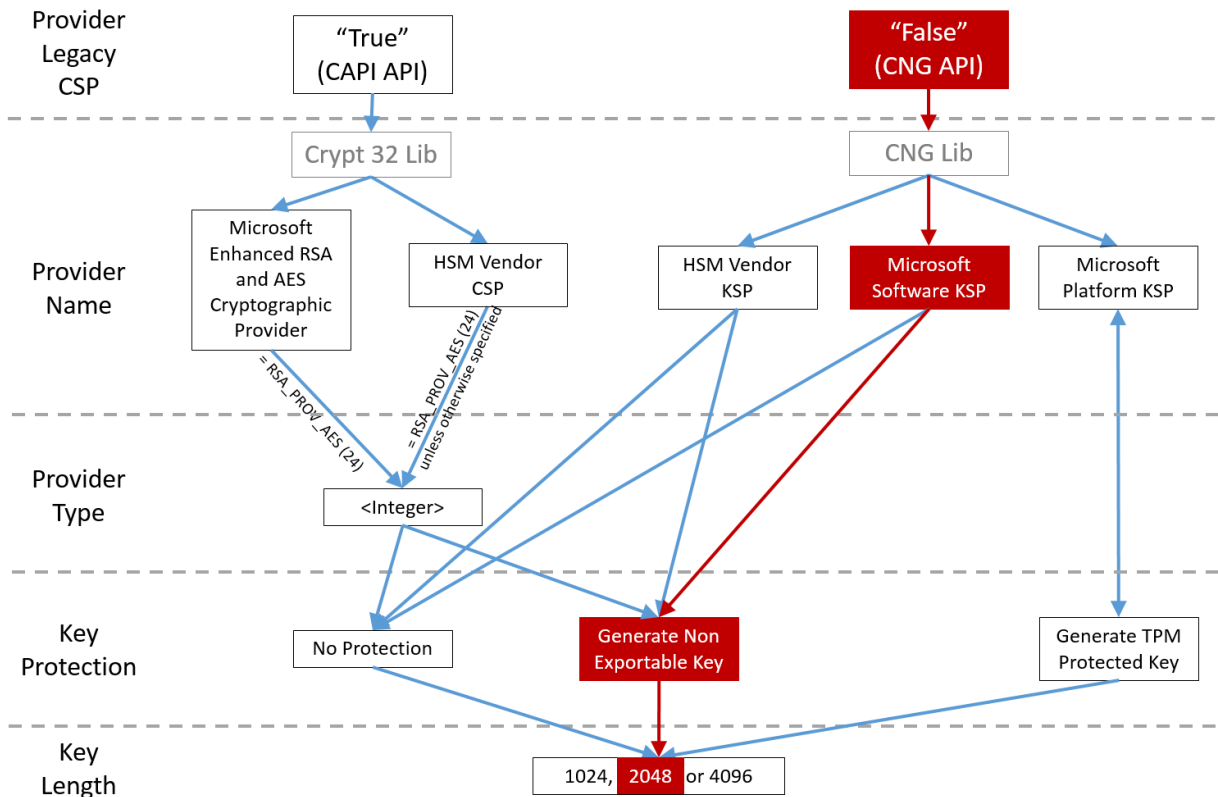 Provider
Legacy
CSP
“True”
(CAPI API)
“False”
(CNG API)
Crypt 32 Lib
CNG Lib
Provider
Name
Microsoft
Enhanced RSA
and AES
Cryptographic
Provider
HSM Vendor
CSP
HSM Vendor
KSP
Microsoft
Software KSP
Microsoft
Platform KSP
= RSA_PROV_AES (24)
= RSA_PROV_AES (24)
unless otherwise specified
Provider
Type
<Integer>
Key
Protection
No Protection
Generate Non
Exportable Key
Generate TPM
Protected Key
Key
Length
1024, 2048 or 4096